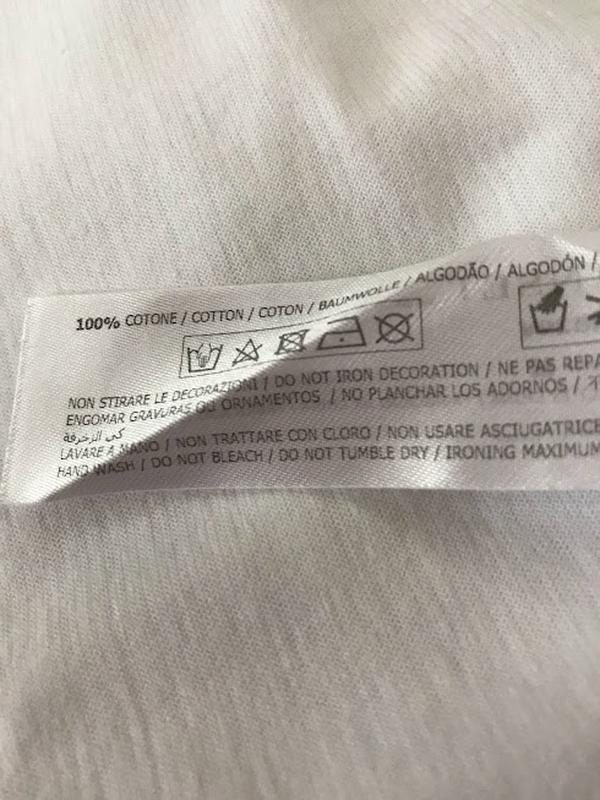 100% COTONE / COTTON / COTON / BAUMWOLLE / ALGODÃO / ALGODÓN /
NON STIRARE LE DECORAZIONI / DO NOT IRON DECORATION / NE PAS REPA
ENGOMAR GRAVURAS OU ORNAMENTOS / NO PLANCHAR LOS ADORNOS /
كي الزخرفة
LAVARE A MANO / NON TRATTARE CON CLORO / NON USARE ASCIUGATRICE
HAND WASH / DO NOT BLEACH / DO NOT TUMBLE DRY / IRONING MAXIMUM